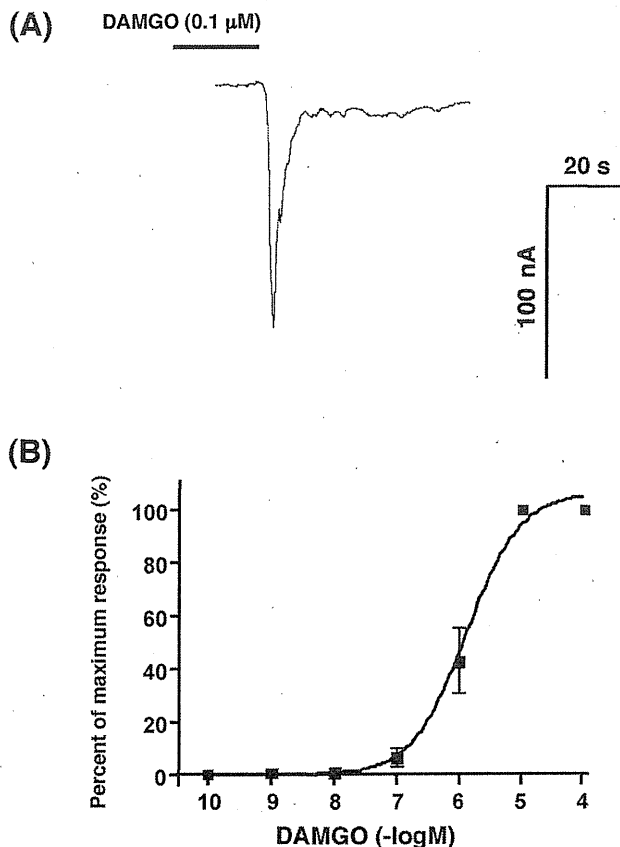 (A)
DAMGO (0.1 µM)
20 s
100 nA
(B)
Percent of maximum response (%)
100
80
60
40
20
0
10 9 8 7 6 5 4
DAMGO (-logM)